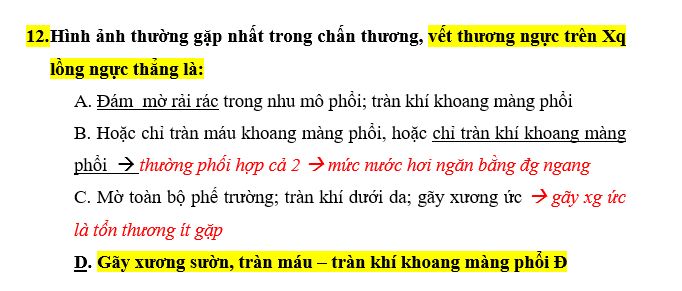 12.Hình ảnh thường gặp nhất trong chấn thương, vết thương ngực trên Xq
lồng ngực thẳng là:
A. Đám mờ rải rác trong nhu mô phổi; tràn khí khoang màng phổi
B. Hoặc chỉ tràn máu khoang màng phổi, hoặc chỉ tràn khí khoang màng
phổi → thường phối hợp cả 2 → mức nước hơi ngăn bằng đg ngang
C. Mờ toàn bộ phế trường; tràn khí dưới da; gãy xương ức → gãy xg ức
là tổn thương ít gặp
D. Gãy xương sườn, tràn máu – tràn khí khoang màng phổi Đ